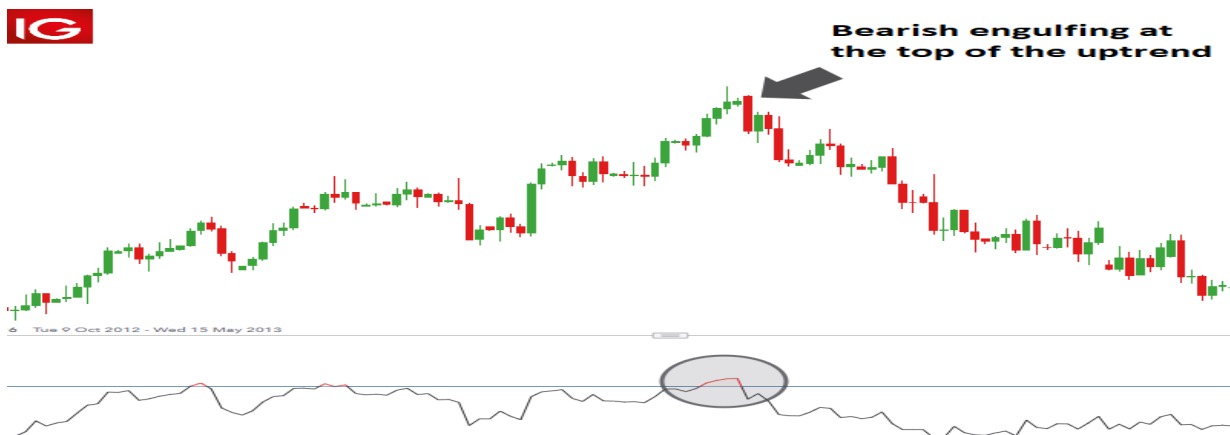 IG
Bearish engulfing at
the top of the uptrend
Tue 9 Oct 2012 - Wed 15 May 2013